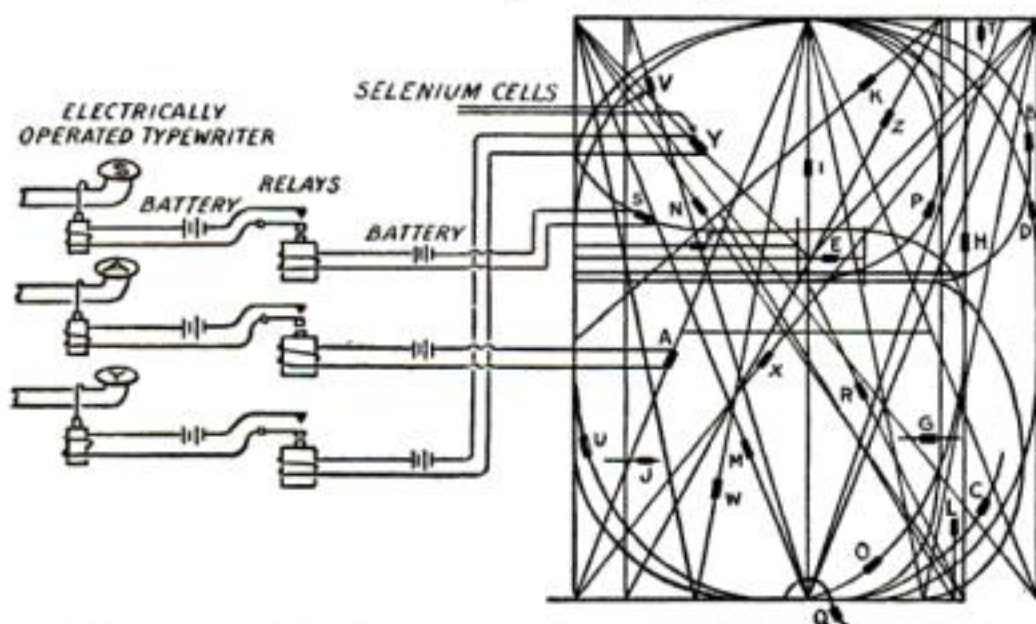 T
SELENIUM CELLS
V
K
ELECTRICALLY
OPERATED TYPEWRITER
Z
Y
S
I
BATTERY
RELAYS
S
N
P
D
BATTERY
H
E
A
A
X
Y
R
U
G
J
M
W
C
L
O
Q